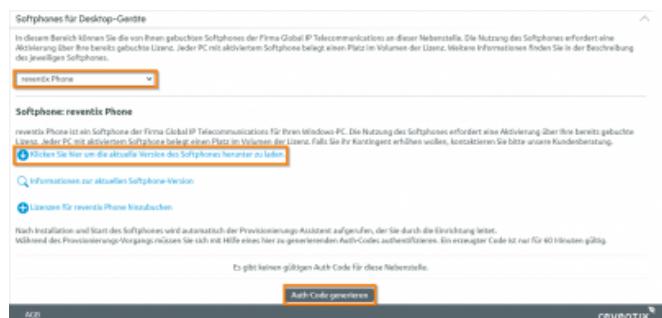 Softphones für Desktop-Geräte
In diesem Bereich können Sie die von Ihnen gebuchten Softphones der Firma Global IP Telecommunications an dieser Nebenstelle. Die Nutzung des Softphones erfordert eine
Aktivierung über Ihre bereits gebuchte Lizenz. Jeder PC mit aktiviertem Softphone belegt einen Platz im Volumen der Lizenz. Weitere Informationen finden Sie in der Beschreibung
des jeweiligen Softphones.
reventix Phone
Softphone: reventix Phone
reventix Phone ist ein Softphone der Firma Global IP Telecommunications für Ihren Windows-PC. Die Nutzung des Softphones erfordert eine Aktivierung über Ihre bereits gebuchte
Lizenz. Jeder PC mit aktiviertem Softphone belegt einen Platz im Volumen der Lizenz. Falls Sie ihr Kontingent erhöhen wollen, kontaktieren Sie bitte unsere Kundenberatung.
Klicken Sie hier um die aktuelle Version des Softphones herunter zu laden.
Informationen zur aktuellen Softphone-Version
Lizenzen für reventix Phone hinzubuchen
Nach Installation und Start des Softphones wird automatisch der Provisionierungs-Assistent aufgerufen, der Sie durch die Einrichtung leitet.
Während des Provsionierungs-Vorgangs müssen Sie sich mit Hilfe eines hier zu generierenden Auth-Codes authentifizieren. Ein erzeugter Code ist nur für 60 Minuten gültig.
Es gibt keinen gültigen Auth Code für diese Nebenstelle.
Auth-Code generieren
AGB
reventix